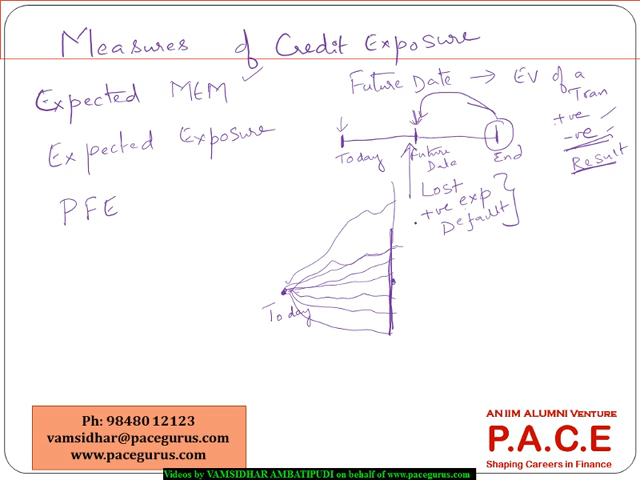 Measures of Credit Exposure
Expected MEM
Expected Exposure
PFE
Future Date → EV of a
Tran
+ve
-ve
Result
Today
Future
Date
End
Lost
+ve exp
Default
Today
Ph: 98480 12123
vamsidhar@pacegurus.com
www.pacegurus.com
AN IIM ALUMNI VENTURE
P.A.C.E
Shaping Careers in Finance
Videos by VAMSIDHAR AMBATIPUDI on behalf of www.pacegurus.com